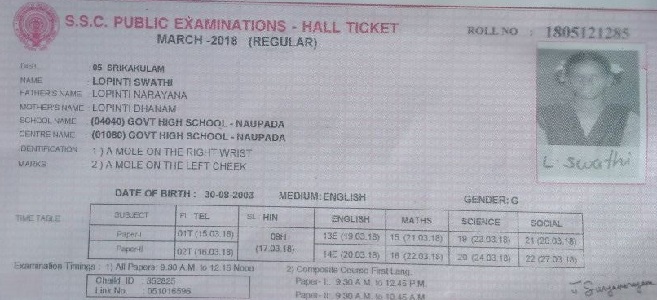 S.S.C. PUBLIC EXAMINATIONS - HALL TICKET
MARCH -2018 (REGULAR)
ROLL NO : 1805121285
DIST. 05 SRIKAKULAM
NAME LOPINTI SWATHI
FATHER'S NAME LOPINTI NARAYANA
MOTHER'S NAME LOPINTI DHANAM
SCHOOL NAME (04040) GOVT HIGH SCHOOL - NAUPADA
CENTRE NAME (01080) GOVT HIGH SCHOOL - NAUPADA
IDENTIFICATION 1 ) A MOLE ON THE RIGHT WRIST
MARKS 2 ) A MOLE ON THE LEFT CHEEK
L. Swathi
DATE OF BIRTH : 30-08-2003 MEDIUM: ENGLISH GENDER: G
TIME TABLE
SUBJECT FL TEL SL HIN ENGLISH MATHS SCIENCE SOCIAL
Paper-I 01T (15.03.18) 09H 13E (19.03.18) 15 (21.03.18) 19 (22.03.18) 21 (26.03.18)
Paper-II 02T (16.03.18) (17.03.18) 14E (20.03.18) 16 (22.03.18) 20 (24.03.18) 22 (27.03.18)
Examination Timings : 1) All Papers: 9.30 A.M. to 12.15 Noon 2) Composite Course First Lang.
Child ID Paper- I: 9.30 A.M. to 12.45 P.M.
Link No Paper- II: 9.30 A.M. to 10.45 A.M.